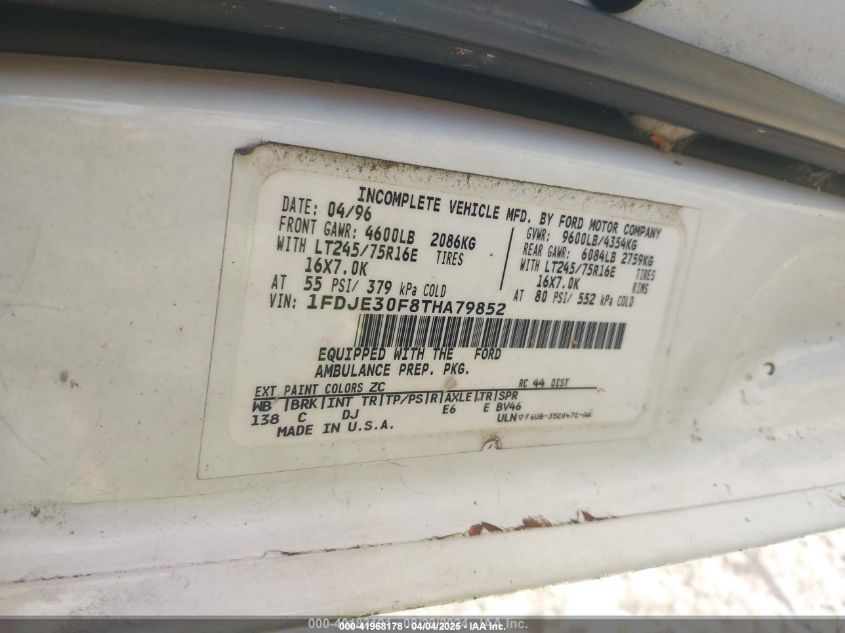 INCOMPLETE VEHICLE MFD. BY FORD MOTOR COMPANY
DATE: 04/96 GVWR: 9600LB/4354KG
FRONT GAWR: 4600LB 2086KG REAR GAWR: 6084LB 2759KG
WITH LT245/75R16E TIRES WITH LT245/75R16E TIRES
16X7.0K 16X7.0K RIMS
AT 55 PSI/ 379 kPa COLD AT 80 PSI/ 552 kPa COLD
VIN: 1FDJE30F8THA79852
EQUIPPED WITH THE FORD
AMBULANCE PREP. PKG.
EXT PAINT COLORS ZC RC 44 DIST
WB |BRK|INT TR|TP/PS|R|AXLE|TR|SPR
138 C DJ E6 E BV46
MADE IN U.S.A. ULN
000-41968178 - 04/04/2025 - IAA Inc.